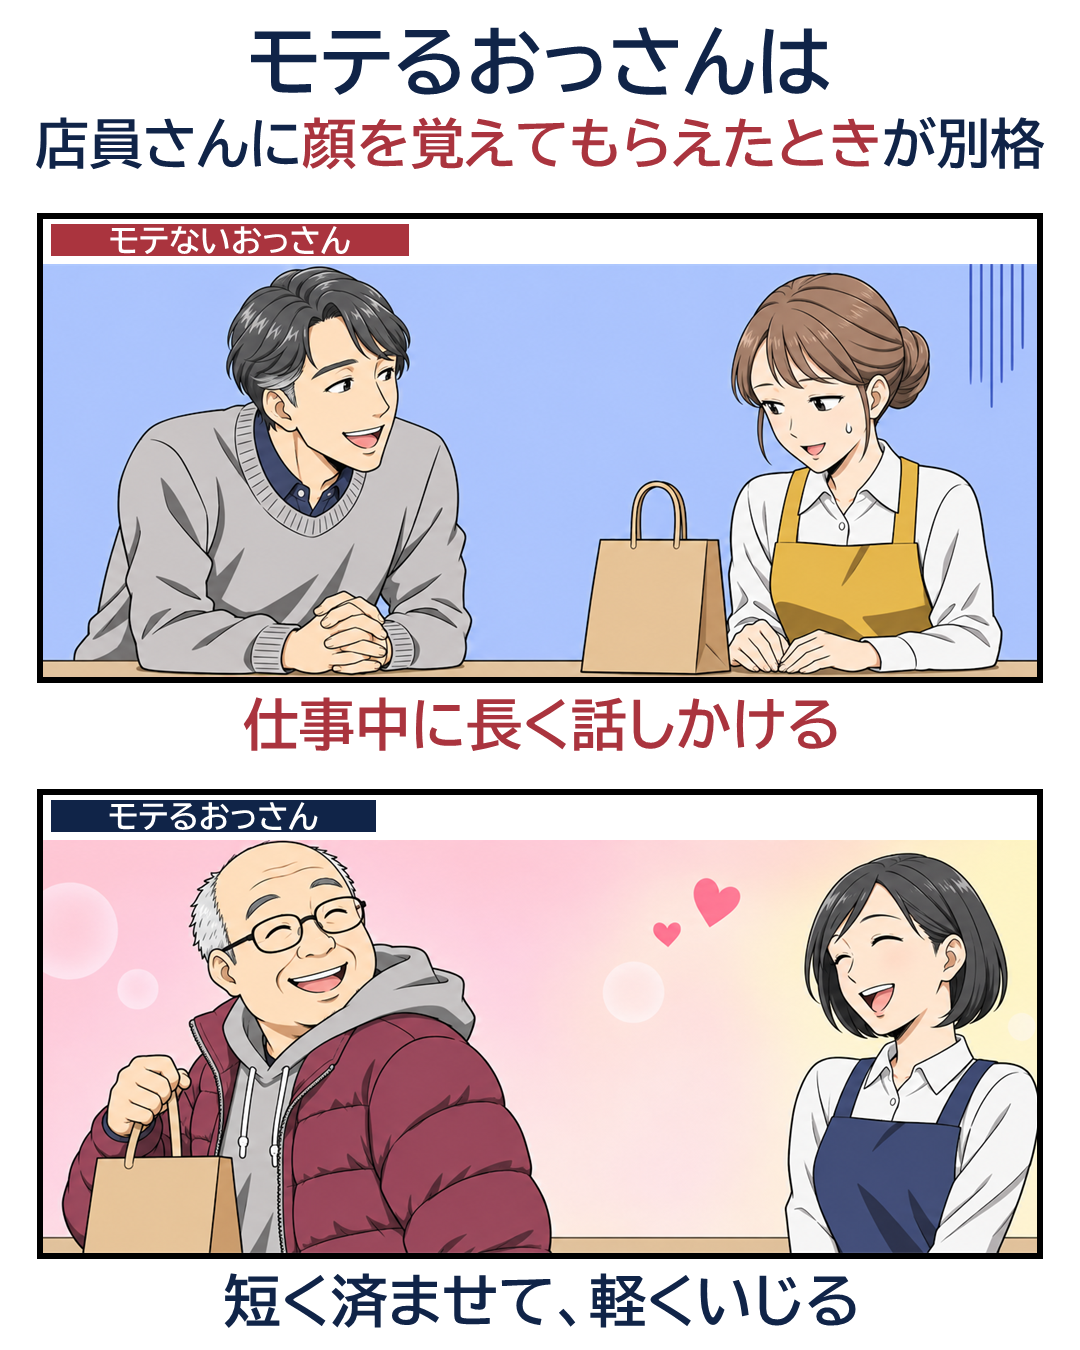 モテるおっさんは
店員さんに顔を覚えてもらえたときが別格
モテないおっさん
仕事中に長く話しかける
モテるおっさん
短く済ませて、軽くいじる